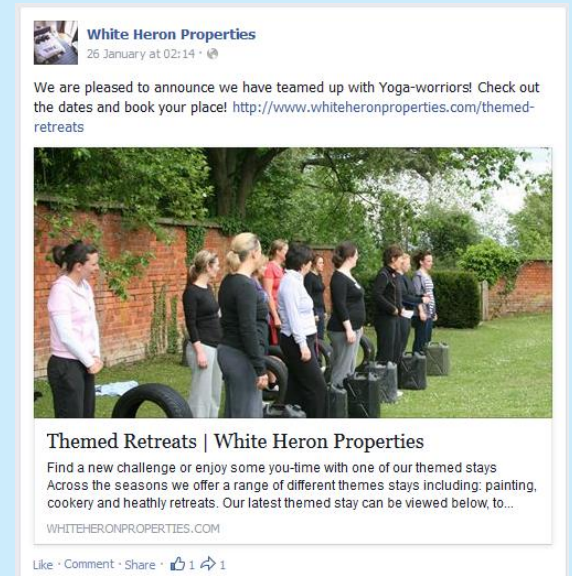 White Heron Properties
26 January at 02:14 ·
We are pleased to announce we have teamed up with Yoga-worriors! Check out
the dates and book your place! http://www.whiteheronproperties.com/themed-
retreats
Themed Retreats | White Heron Properties
Find a new challenge or enjoy some you-time with one of our themed stays
Across the seasons we offer a range of different themes stays including: painting,
cookery and heathly retreats. Our latest themed stay can be viewed below, to...
WHITEHERONPROPERTIES.COM
Like · Comment · Share · 1 1